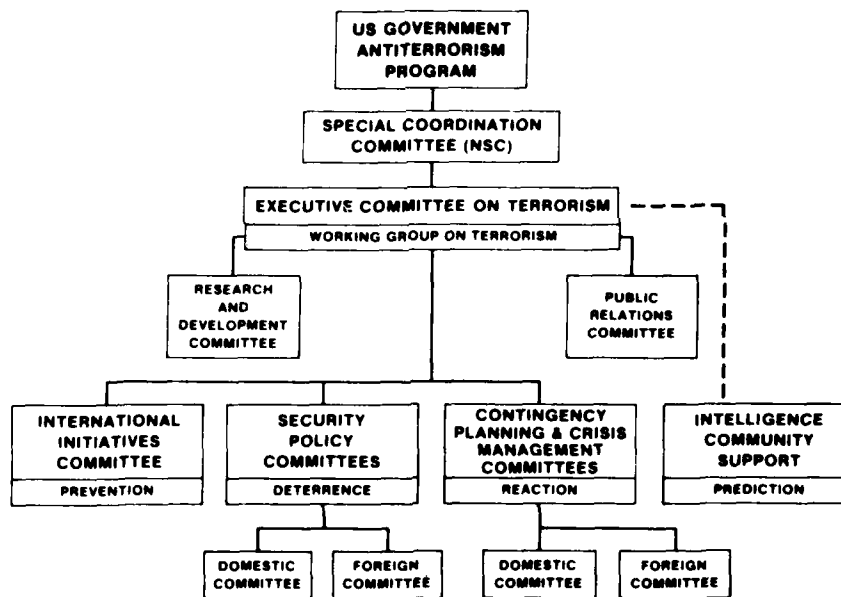 US GOVERNMENT
ANTITERRORISM
PROGRAM
SPECIAL COORDINATION
COMMITTEE (NSC)
EXECUTIVE COMMITTEE ON TERRORISM
WORKING GROUP ON TERRORISM
RESEARCH
AND
DEVELOPMENT
COMMITTEE
PUBLIC
RELATIONS
COMMITTEE
INTERNATIONAL
INITIATIVES
COMMITTEE
PREVENTION
SECURITY
POLICY
COMMITTEES
DETERRENCE
CONTINGENCY
PLANNING & CRISIS
MANAGEMENT
COMMITTEES
REACTION
INTELLIGENCE
COMMUNITY
SUPPORT
PREDICTION
DOMESTIC
COMMITTEE
FOREIGN
COMMITTEE
DOMESTIC
COMMITTEE
FOREIGN
COMMITTEE